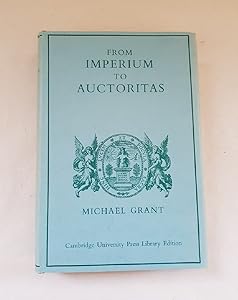 FROM
IMPERIUM
TO
AUCTORITAS
MICHAEL GRANT
Cambridge University Press Library Edition